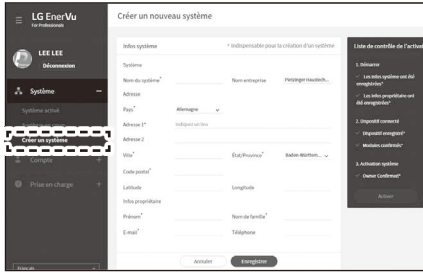 LG EnerVu
For Professionals
LEE LEE
Déconnexion
Système
Système activé
Créer un système
Compte
Prise en charge
Français
Créer un nouveau système
Infos système
* Indispensable pour la création d'un système
Système
Nom du système*
Nom entreprise
Adresse
Pays*
Allemagne
Adresse 1*
Adresse 2
Ville*
État/Province*
Baden-Württem...
Code postal*
Latitude
Longitude
Infos propriétaire
Prénom*
Nom de famille*
E-mail*
Téléphone
Annuler
Enregistrer
Liste de contrôle de l'activat
1. Démarrer
Les infos système ont été
enregistrées*
Les infos propriétaire ont
été enregistrées*
2. Dispositif connecté
Dispositif enregistré*
Modules confirmés*
3. Activation système
Owner Confirmed*
Activer